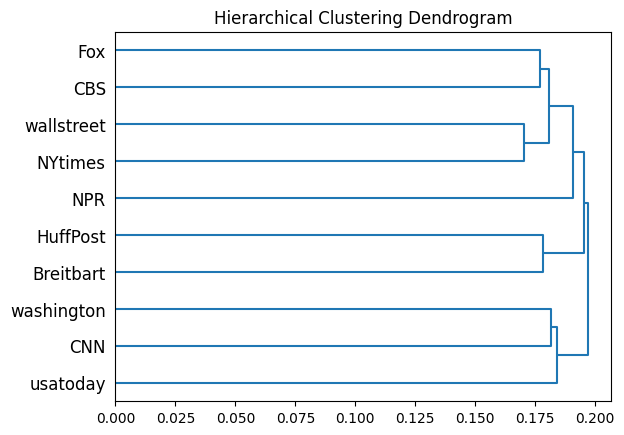 Hierarchical Clustering Dendrogram
Fox
CBS
wallstreet
NYtimes
NPR
HuffPost
Breitbart
washington
CNN
usatoday
0.000 0.025 0.050 0.075 0.100 0.125 0.150 0.175 0.200